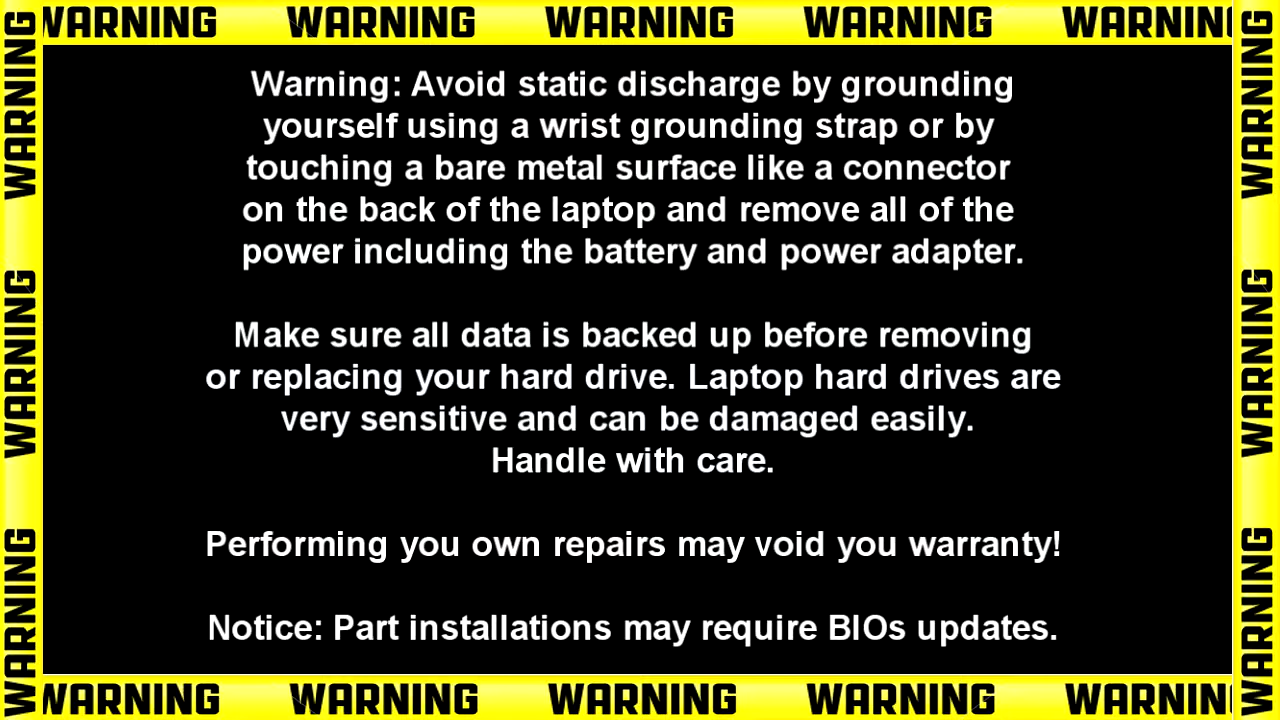 WARNING WARNING WARNING WARNING WARNING
WARNING
WARNING
WARNING
Warning: Avoid static discharge by grounding
yourself using a wrist grounding strap or by
touching a bare metal surface like a connector
on the back of the laptop and remove all of the
power including the battery and power adapter.
Make sure all data is backed up before removing
or replacing your hard drive. Laptop hard drives are
very sensitive and can be damaged easily.
Handle with care.
Performing you own repairs may void you warranty!
Notice: Part installations may require BIOs updates.
WARNING
WARNING
WARNING
WARNING WARNING WARNING WARNING WARNING